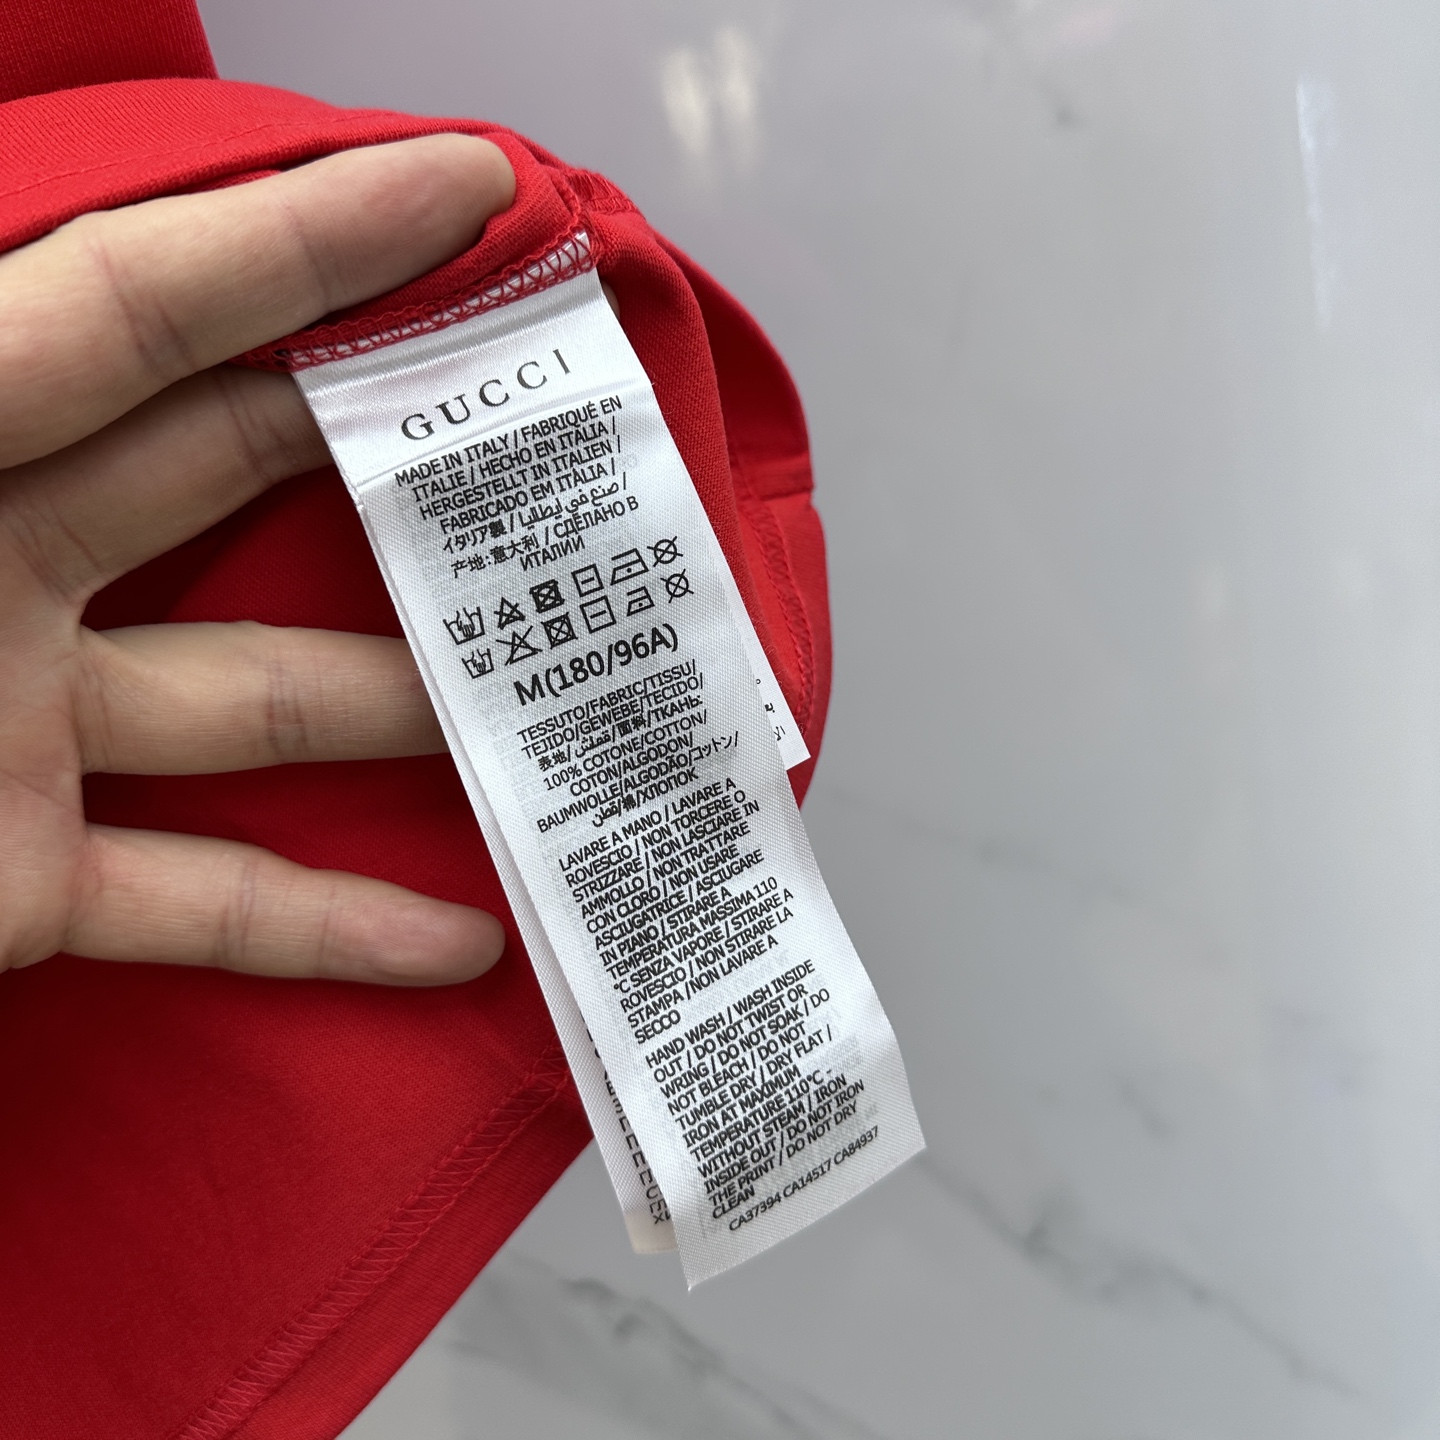 GUCCI
MADE IN ITALY / FABRIQUÉ EN
ITALIE / HECHO EN ITÀLIA /
HERGESTELLT IN ITALIEN /
FABRICADO EM ITÀLIA /
イタリア製 / صنع في إيطاليا /
产地:意大利 / СДЕЛАНО В
ИТАЛИИ
M(180/96A)
TESSUTO/FABRIC/TISSU/
TEJIDO/GEWEBE/TECIDO/
表地/قماش/面料/ТКАНЬ:
100% COTONE/COTTON/
COTON/ALGODON/
BAUMWOLLE/ALGODÃO/コットン/
قطن/棉/ХЛОПОК
LAVARE A MANO / LAVARE A
ROVESCIO / NON TORCERE O
STRIZZARE / NON LASCIARE IN
AMMOLLO / NON TRATTARE
CON CLORO / NON USARE
ASCIUGATRICE / ASCIUGARE
IN PIANO / STIRARE A
TEMPERATURA MASSIMA 110
°C SENZA VAPORE / STIRARE A
ROVESCIO / NON STIRARE LA
STAMPA / NON LAVARE A
SECCO
HAND WASH / WASH INSIDE
OUT / DO NOT TWIST OR
WRING / DO NOT SOAK / DO
NOT BLEACH / DO NOT
TUMBLE DRY / DRY FLAT /
IRON AT MAXIMUM
TEMPERATURE 110°C -
WITHOUT STEAM / IRON
INSIDE OUT / DO NOT IRON
THE PRINT / DO NOT DRY
CLEAN
CA37394 CA14517 CA84937